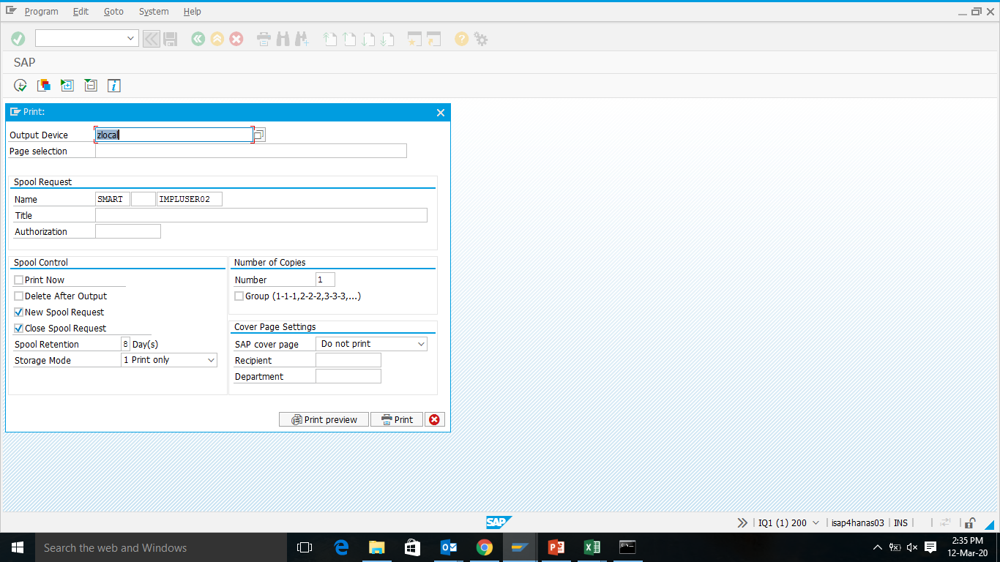 Program Edit Goto System Help
SAP
Print:
Output Device zlocal
Page selection
Spool Request
Name SMART IMPLUSER02
Title
Authorization
Spool Control
Print Now
Delete After Output
New Spool Request
Close Spool Request
Spool Retention 8 Day(s)
Storage Mode 1 Print only
Number of Copies
Number 1
Group (1-1-1,2-2-2,3-3-3,...)
Cover Page Settings
SAP cover page Do not print
Recipient
Department
Print preview Print
SAP IQ1 (1) 200 isap4hanas03 INS
Search the web and Windows
2:35 PM
12-Mar-20